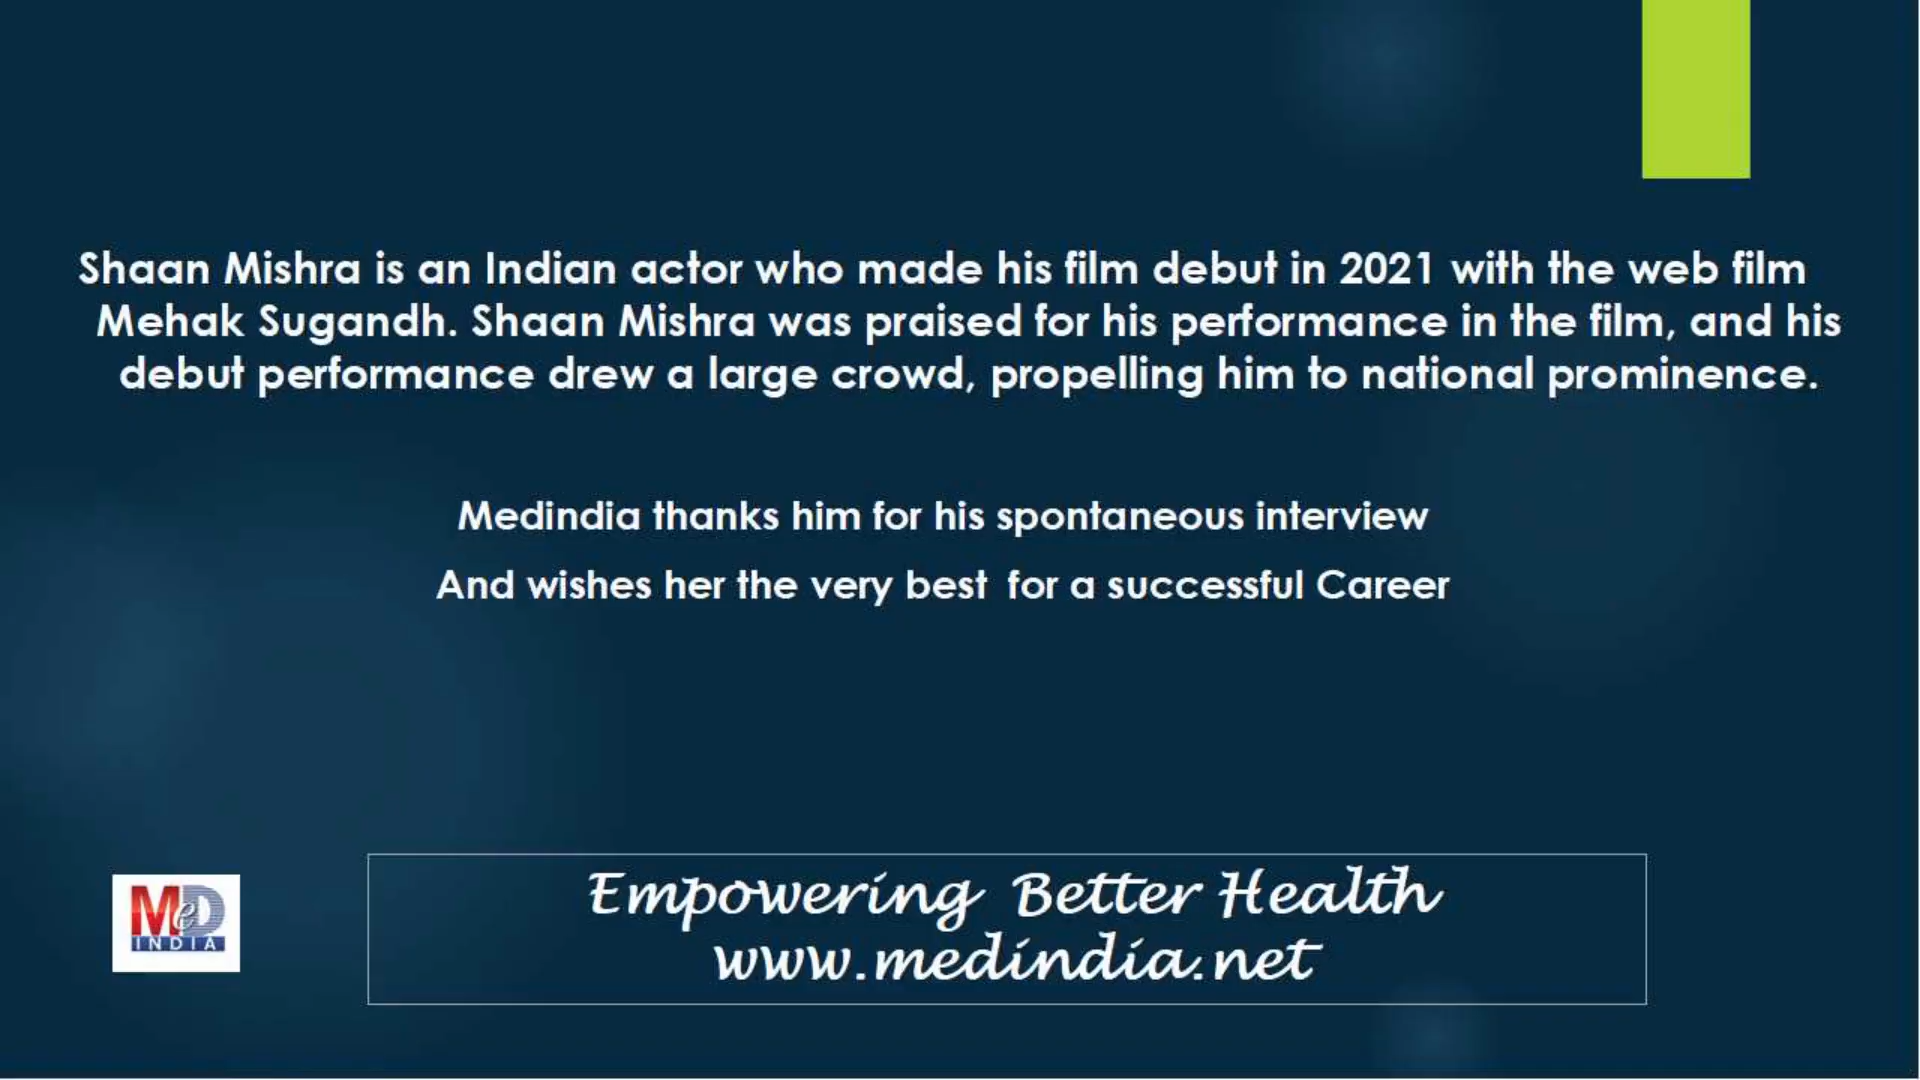 Shaan Mishra is an Indian actor who made his film debut in 2021 with the web film
Mehak Sugandh. Shaan Mishra was praised for his performance in the film, and his
debut performance drew a large crowd, propelling him to national prominence.
Medindia thanks him for his spontaneous interview
And wishes her the very best for a successful Career
MeD
INDIA
Empowering Better Health
www.medindia.net